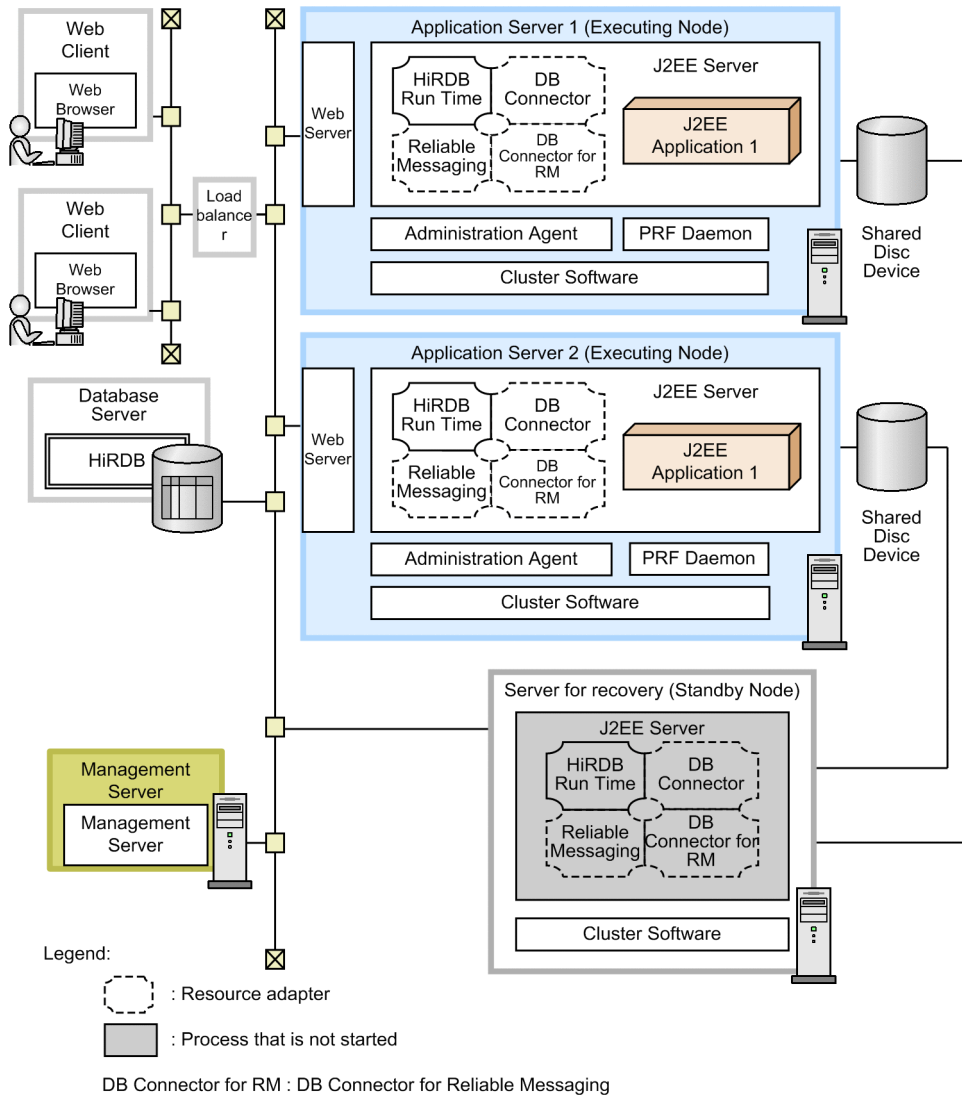 Web
Client
Web
Browser
Web
Client
Web
Browser
Load
balance
r
Application Server 1 (Executing Node)
Web
Server
HiRDB
Run Time
DB
Connector
Reliable
Messaging
DB
Connector for
RM
J2EE Server
J2EE
Application 1
Administration Agent
PRF Daemon
Cluster Software
Shared
Disc
Device
Application Server 2 (Executing Node)
Web
Server
HiRDB
Run Time
DB
Connector
Reliable
Messaging
DB
Connector for
RM
J2EE Server
J2EE
Application 1
Administration Agent
PRF Daemon
Cluster Software
Shared
Disc
Device
Database
Server
HiRDB
Server for recovery (Standby Node)
J2EE Server
HiRDB
Run Time
DB
Connector
Reliable
Messaging
DB
Connector for
RM
Cluster Software
Management
Server
Management
Server
Legend:
: Resource adapter
: Process that is not started
DB Connector for RM : DB Connector for Reliable Messaging